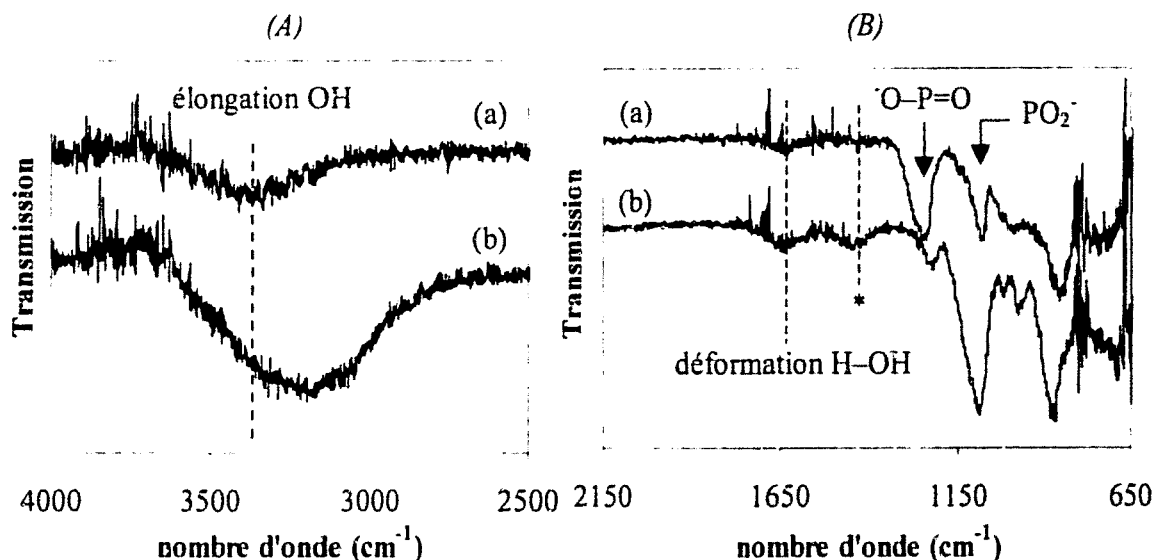 (A)
élongation OH
(a)
(b)
Transmission
4000 3500 3000 2500
nombre d'onde (cm⁻¹)
(B)
⁻O–P=O
PO₂⁻
(a)
(b)
*
déformation H–OH
Transmission
2150 1650 1150 650
nombre d'onde (cm⁻¹)